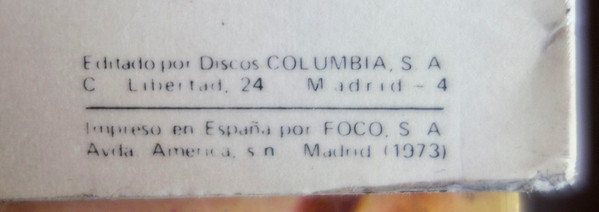 Editado por Discos COLUMBIA, S. A
C Libertad, 24 Madrid - 4
Impreso en España por FOCO, S A
Avda. America, s n Madrid (1973)